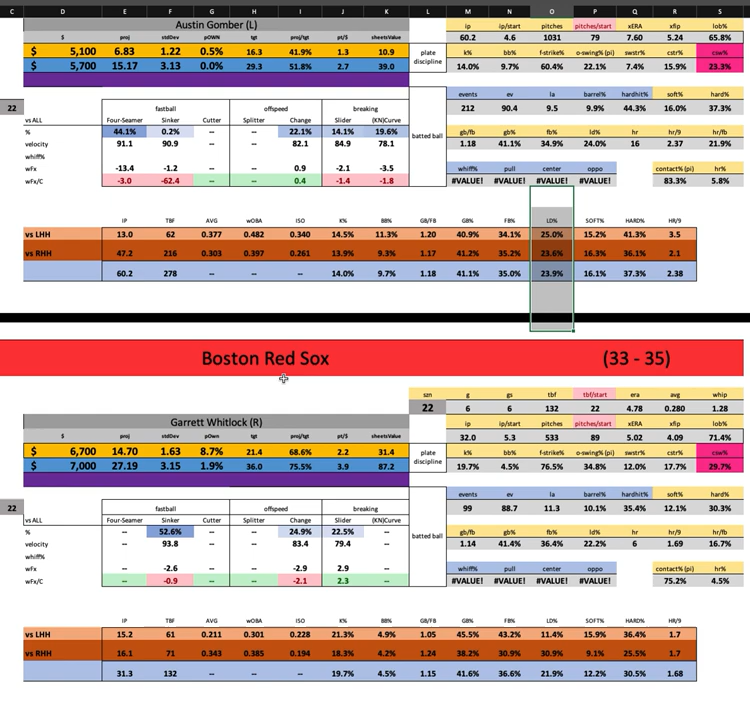 C D E F G H I J K L M N O P Q R S
Austin Gomber (L) ip ip/start pitches pitches/start xERA xfip lob%
$ proj stdDev pOWN tgt proj/tgt pt/$ sheetsValue 60.2 4.6 1031 79 7.60 5.24 65.8%
$ 5,100 6.83 1.22 0.5% 16.3 41.9% 1.3 10.9 plate discipline k% bb% f-strike% o-swing% (pi) swstr% cstr% csw%
$ 5,700 15.17 3.13 0.0% 29.3 51.8% 2.7 39.0 14.0% 9.7% 60.4% 22.1% 7.4% 15.9% 23.3%
events ev la barrel% hardhit% soft% hard%
22 fastball offspeed breaking 212 90.4 9.5 9.9% 44.3% 16.0% 37.3%
vs ALL Four-Seamer Sinker Cutter Splitter Change Slider (KN)Curve
% 44.1% 0.2% -- -- 22.1% 14.1% 19.6% batted ball gb/fb gb% fb% ld% hr hr/9 hr/fb
velocity 91.1 90.9 82.1 84.9 78.1 1.18 41.1% 34.9% 24.0% 16 2.37 21.9%
whiff%
wFx -13.4 -1.2 -- -- 0.9 -2.1 -3.5 whiff% pull center oppo contact% (pi) hr%
wFx/C -3.0 -62.4 -- -- 0.4 -1.4 -1.8 #VALUE! #VALUE! #VALUE! #VALUE! 83.3% 5.8%
IP TBF AVG wOBA ISO K% BB% GB/FB GB% FB% LD% SOFT% HARD% HR/9
vs LHH 13.0 62 0.377 0.482 0.340 14.5% 11.3% 1.20 40.9% 34.1% 25.0% 15.2% 41.3% 3.5
vs RHH 47.2 216 0.303 0.397 0.261 13.9% 9.3% 1.17 41.2% 35.2% 23.6% 16.3% 36.1% 2.1
60.2 278 -- -- -- 14.0% 9.7% 1.18 41.1% 35.0% 23.9% 16.1% 37.3% 2.38
Boston Red Sox (33 - 35)
szn g gs tbf tbf/start era avg whip
22 6 6 132 22 4.78 0.280 1.28
Garrett Whitlock (R) ip ip/start pitches pitches/start xERA xfip lob%
$ proj stdDev pOwn tgt proj/tgt pt/$ sheetsValue 32.0 5.3 533 89 5.02 4.09 71.4%
$ 6,700 14.70 1.63 8.7% 21.4 68.6% 2.2 31.4 plate discipline k% bb% f-strike% o-swing% (pi) swstr% cstr% csw%
$ 7,000 27.19 3.15 1.9% 36.0 75.5% 3.9 87.2 19.7% 4.5% 76.5% 34.8% 12.0% 17.7% 29.7%
events ev la barrel% hardhit% soft% hard%
22 fastball offspeed breaking 99 88.7 11.3 10.1% 35.4% 12.1% 30.3%
vs ALL Four-Seamer Sinker Cutter Splitter Change Slider (KN)Curve
% -- 52.6% -- -- 24.9% 22.5% -- batted ball gb/fb gb% fb% ld% hr hr/9 hr/fb
velocity -- 93.8 83.4 79.4 1.14 41.4% 36.4% 22.2% 6 1.69 16.7%
whiff%
wFx -- -2.6 -- -- -2.9 2.9 -- whiff% pull center oppo contact% (pi) hr%
wFx/C -- -0.9 -- -- -2.1 2.3 -- #VALUE! #VALUE! #VALUE! #VALUE! 75.2% 4.5%
IP TBF AVG wOBA ISO K% BB% GB/FB GB% FB% LD% SOFT% HARD% HR/9
vs LHH 15.2 61 0.211 0.301 0.228 21.3% 4.9% 1.05 45.5% 43.2% 11.4% 15.9% 36.4% 1.7
vs RHH 16.1 71 0.343 0.385 0.194 18.3% 4.2% 1.24 38.2% 30.9% 30.9% 9.1% 25.5% 1.7
31.3 132 -- -- -- 19.7% 4.5% 1.15 41.6% 36.6% 21.9% 12.2% 30.5% 1.68